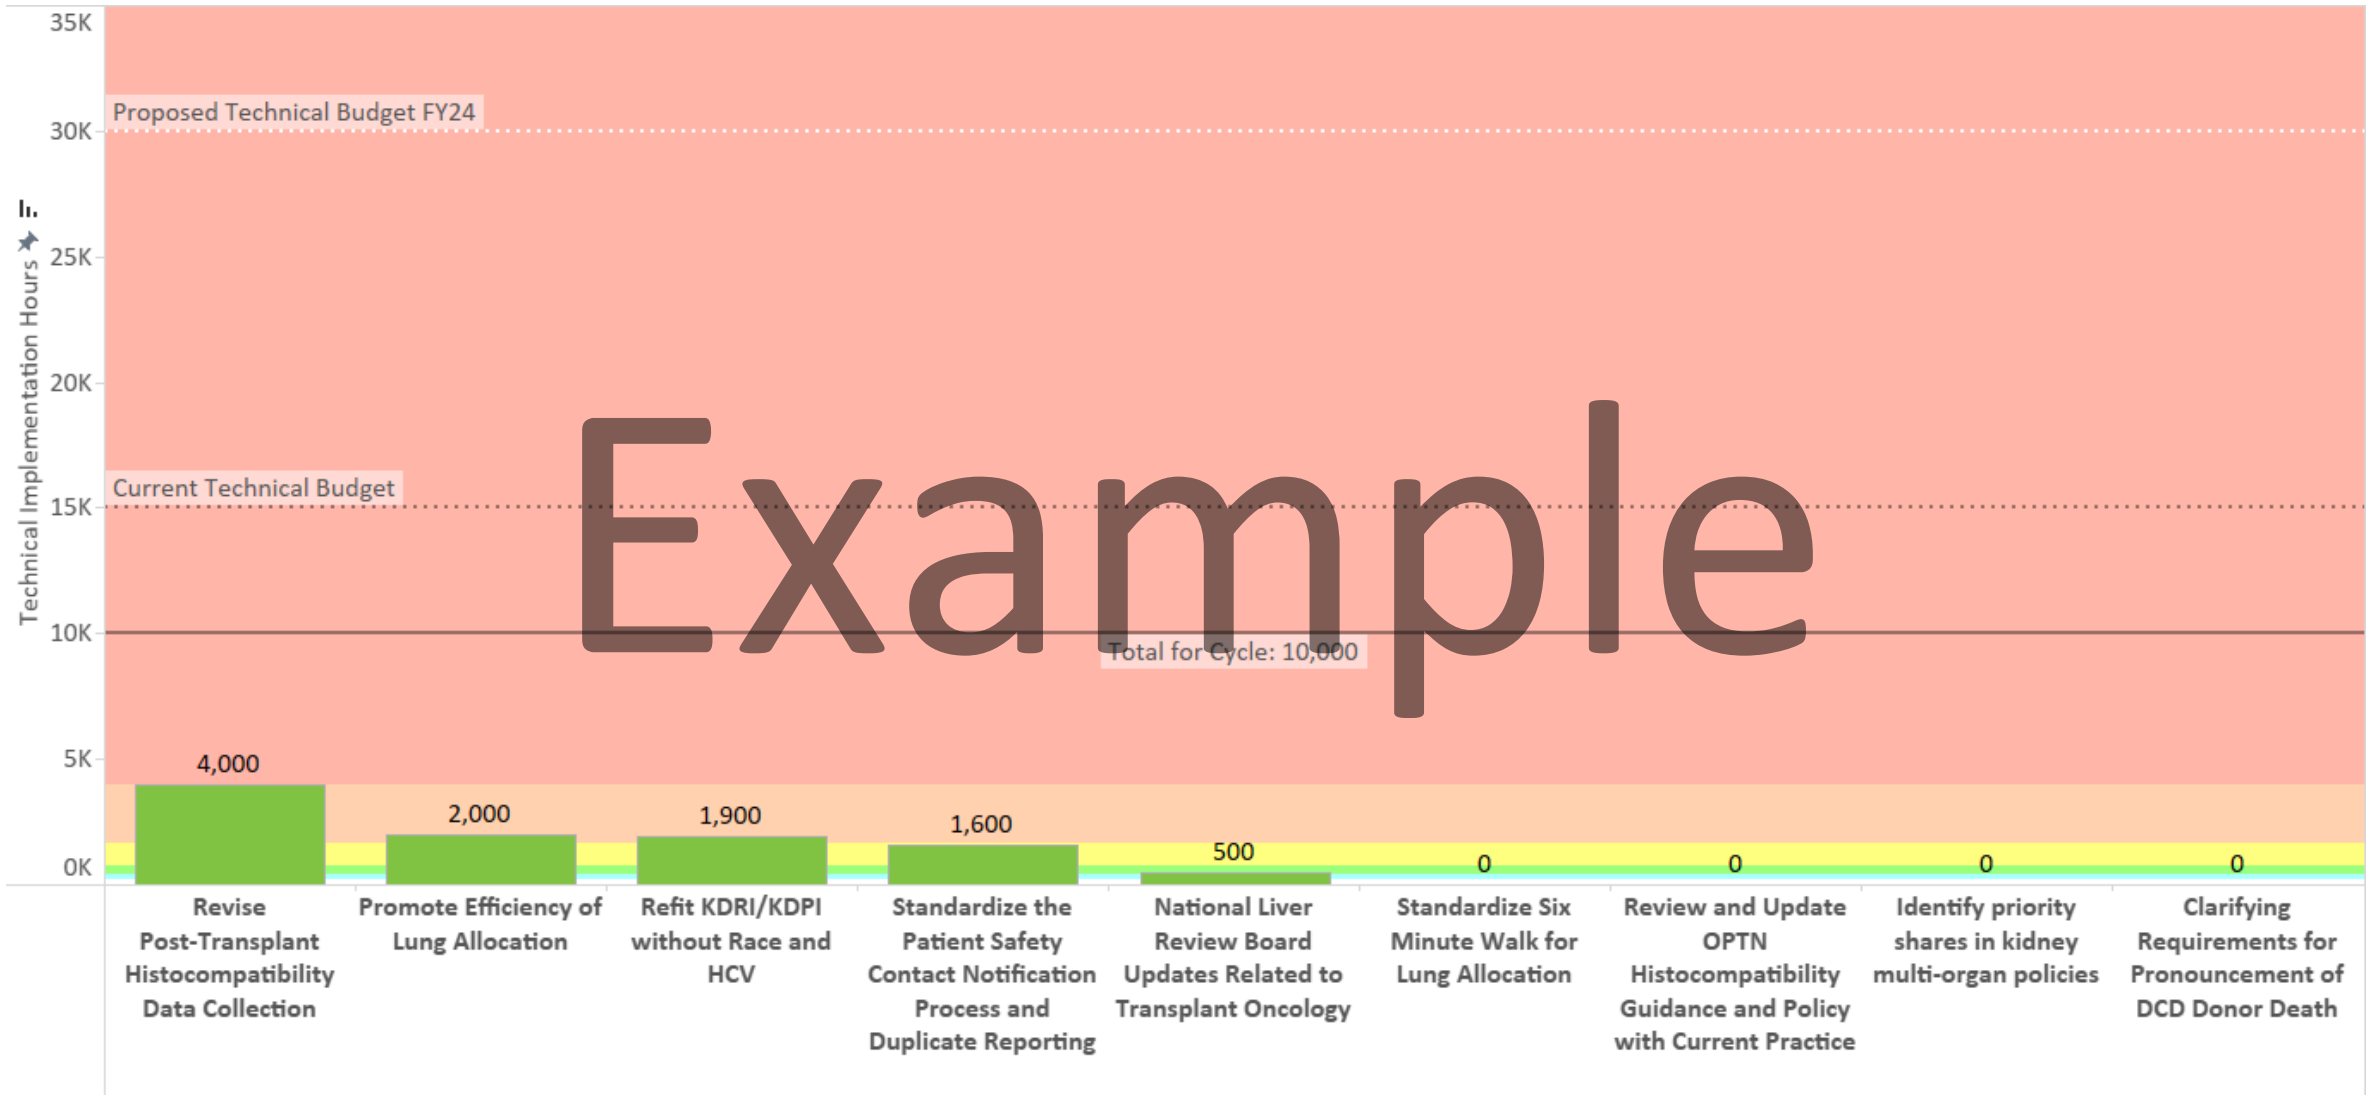 35K
Proposed Technical Budget FY24
30K
25K
20K
Technical Implementation Hours
Example
Current Technical Budget
15K
10K
Total for Cycle: 10,000
5K
0K
4,000
2,000
1,900
1,600
500
0
0
0
0
Revise
Post-Transplant
Histocompatibility
Data Collection
Promote Efficiency of
Lung Allocation
Refit KDRI/KDPI
without Race and
HCV
Standardize the
Patient Safety
Contact Notification
Process and
Duplicate Reporting
National Liver
Review Board
Updates Related to
Transplant Oncology
Standardize Six
Minute Walk for
Lung Allocation
Review and Update
OPTN
Histocompatibility
Guidance and Policy
with Current Practice
Identify priority
shares in kidney
multi-organ policies
Clarifying
Requirements for
Pronouncement of
DCD Donor Death